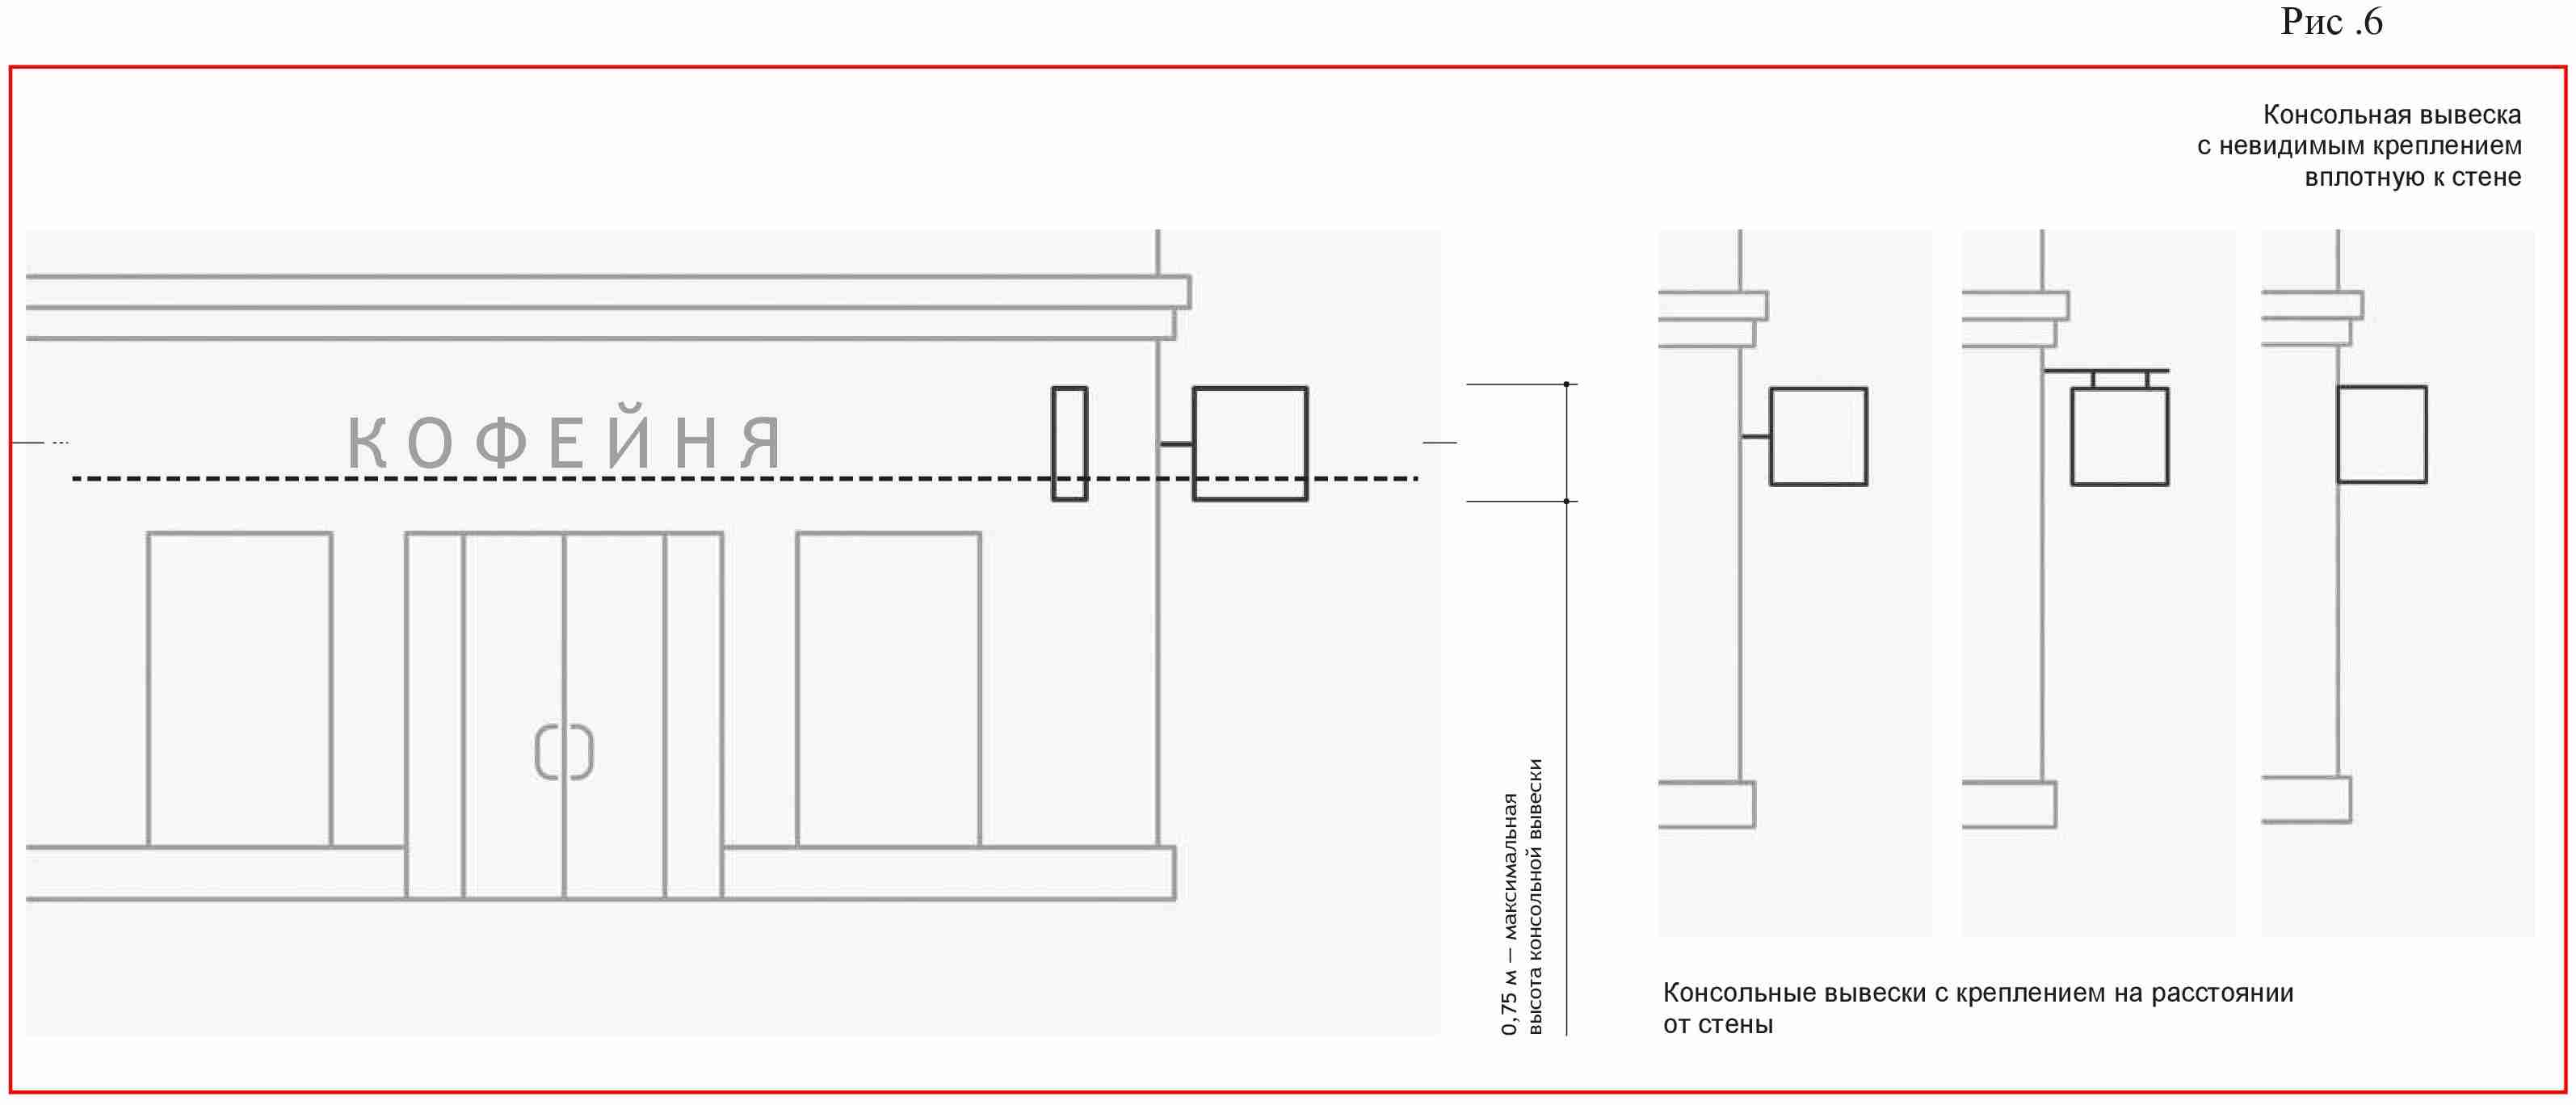 Рис .6
Консольная вывеска
с невидимым креплением
вплотную к стене
КОФЕЙНЯ
0,75 м — максимальная
высота консольной вывески
Консольные вывески с креплением на расстоянии
от стены